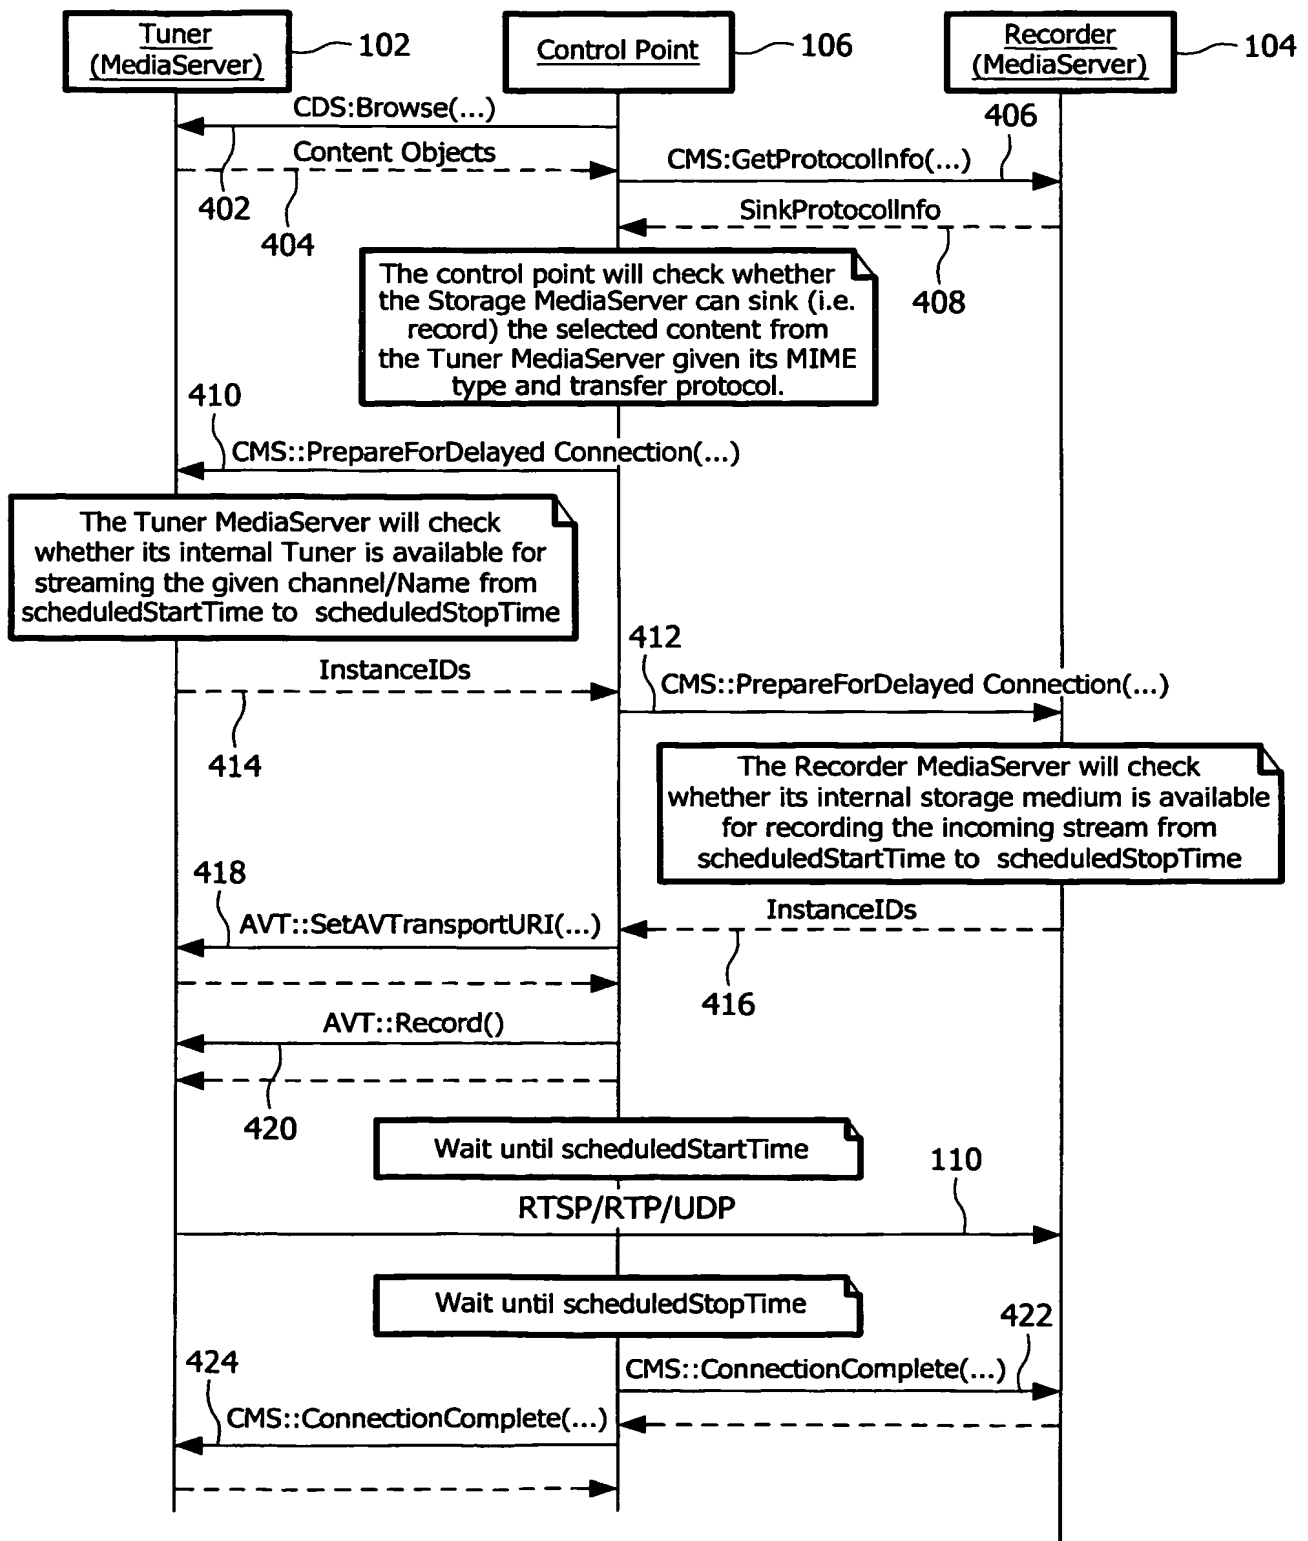 Tuner
(MediaServer)
102
Control Point
106
Recorder
(MediaServer)
104
CDS:Browse(...)
406
Content Objects
CMS:GetProtocolInfo(...)
402
SinkProtocolInfo
404
408
The control point will check whether
the Storage MediaServer can sink (i.e.
record) the selected content from
the Tuner MediaServer given its MIME
type and transfer protocol.
410
CMS::PrepareForDelayed Connection(...)
The Tuner MediaServer will check
whether its internal Tuner is available for
streaming the given channel/Name from
scheduledStartTime to scheduledStopTime
412
InstanceIDs
CMS::PrepareForDelayed Connection(...)
414
The Recorder MediaServer will check
whether its internal storage medium is available
for recording the incoming stream from
scheduledStartTime to scheduledStopTime
418
InstanceIDs
AVT::SetAVTransportURI(...)
416
AVT::Record()
420
Wait until scheduledStartTime
110
RTSP/RTP/UDP
Wait until scheduledStopTime
422
424
CMS::ConnectionComplete(...)
CMS::ConnectionComplete(...)